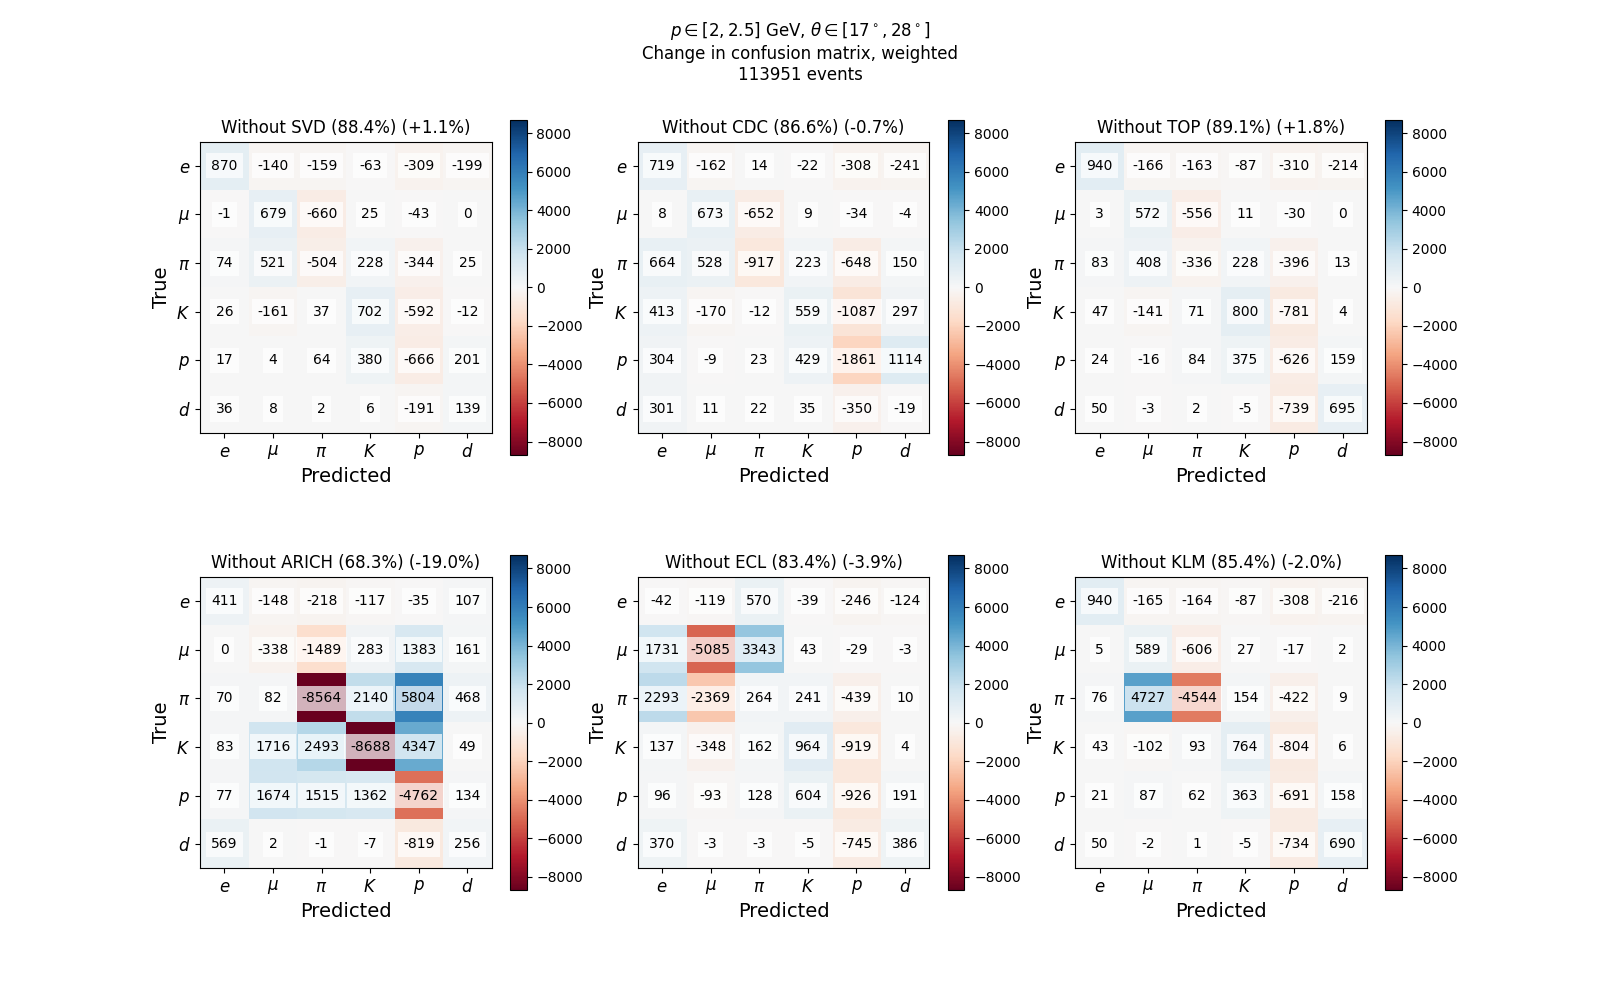 p ∈ [2, 2.5] GeV, θ ∈ [17°, 28°]
Change in confusion matrix, weighted
113951 events
Without SVD (88.4%) (+1.1%)
True
e 870 -140 -159 -63 -309 -199
μ -1 679 -660 25 -43 0
π 74 521 -504 228 -344 25
K 26 -161 37 702 -592 -12
p 17 4 64 380 -666 201
d 36 8 2 6 -191 139
e μ π K p d
Predicted
8000
6000
4000
2000
0
−2000
−4000
−6000
−8000
Without CDC (86.6%) (-0.7%)
True
e 719 -162 14 -22 -308 -241
μ 8 673 -652 9 -34 -4
π 664 528 -917 223 -648 150
K 413 -170 -12 559 -1087 297
p 304 -9 23 429 -1861 1114
d 301 11 22 35 -350 -19
e μ π K p d
Predicted
8000
6000
4000
2000
0
−2000
−4000
−6000
−8000
Without TOP (89.1%) (+1.8%)
True
e 940 -166 -163 -87 -310 -214
μ 3 572 -556 11 -30 0
π 83 408 -336 228 -396 13
K 47 -141 71 800 -781 4
p 24 -16 84 375 -626 159
d 50 -3 2 -5 -739 695
e μ π K p d
Predicted
8000
6000
4000
2000
0
−2000
−4000
−6000
−8000
Without ARICH (68.3%) (-19.0%)
True
e 411 -148 -218 -117 -35 107
μ 0 -338 -1489 283 1383 161
π 70 82 -8564 2140 5804 468
K 83 1716 2493 -8688 4347 49
p 77 1674 1515 1362 -4762 134
d 569 2 -1 -7 -819 256
e μ π K p d
Predicted
8000
6000
4000
2000
0
−2000
−4000
−6000
−8000
Without ECL (83.4%) (-3.9%)
True
e -42 -119 570 -39 -246 -124
μ 1731 -5085 3343 43 -29 -3
π 2293 -2369 264 241 -439 10
K 137 -348 162 964 -919 4
p 96 -93 128 604 -926 191
d 370 -3 -3 -5 -745 386
e μ π K p d
Predicted
8000
6000
4000
2000
0
−2000
−4000
−6000
−8000
Without KLM (85.4%) (-2.0%)
True
e 940 -165 -164 -87 -308 -216
μ 5 589 -606 27 -17 2
π 76 4727 -4544 154 -422 9
K 43 -102 93 764 -804 6
p 21 87 62 363 -691 158
d 50 -2 1 -5 -734 690
e μ π K p d
Predicted
8000
6000
4000
2000
0
−2000
−4000
−6000
−8000